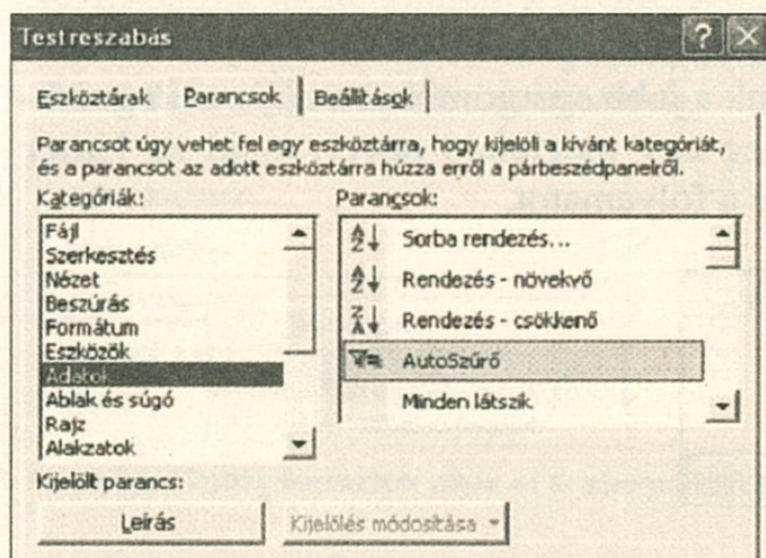 Testreszabás
Eszköztárak Parancsok Beállítások
Parancsot úgy vehet fel egy eszköztárra, hogy kijelöli a kívánt kategóriát,
és a parancsot az adott eszköztárra húzza erről a párbeszédpanelről.
Kategóriák:
Fájl
Szerkesztés
Nézet
Beszúrás
Formátum
Eszközök
Adatok
Ablak és súgó
Rajz
Alakzatok
Parancsok:
Sorba rendezés...
Rendezés - növekvő
Rendezés - csökkenő
AutoSzűrő
Minden látszik
Kijelölt parancs:
Leírás Kijelölés módosítása